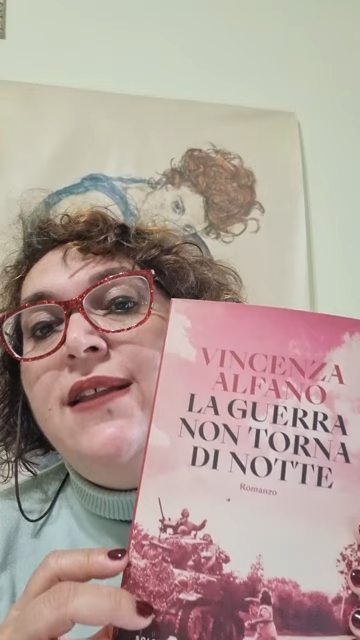 VINCENZA
ALFANO
LA GUERRA
NON TORNA
DI NOTTE
Romanzo